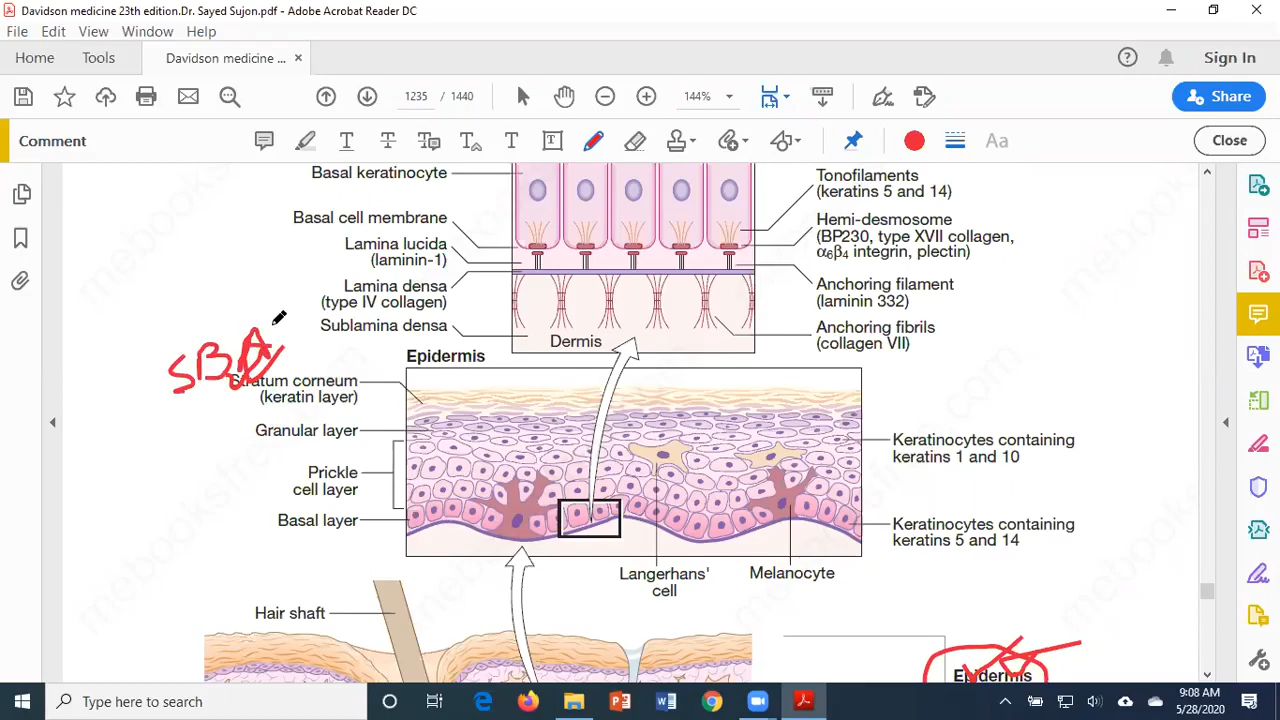 Davidson medicine 23th edition.Dr. Sayed Sujon.pdf - Adobe Acrobat Reader DC
File Edit View Window Help
Home Tools Davidson medicine ... × Sign In
1235 / 1440 144% Share
Comment Aa Close
Basal keratinocyte
Basal cell membrane
Lamina lucida
(laminin-1)
Lamina densa
(type IV collagen)
Sublamina densa
Tonofilaments
(keratins 5 and 14)
Hemi-desmosome
(BP230, type XVII collagen,
α6β4 integrin, plectin)
Anchoring filament
(laminin 332)
Anchoring fibrils
(collagen VII)
Dermis
SBA
Epidermis
Stratum corneum
(keratin layer)
Granular layer
Prickle
cell layer
Basal layer
Keratinocytes containing
keratins 1 and 10
Keratinocytes containing
keratins 5 and 14
Langerhans'
cell
Melanocyte
Hair shaft
Epidermis
Type here to search
9:08 AM
5/28/2020